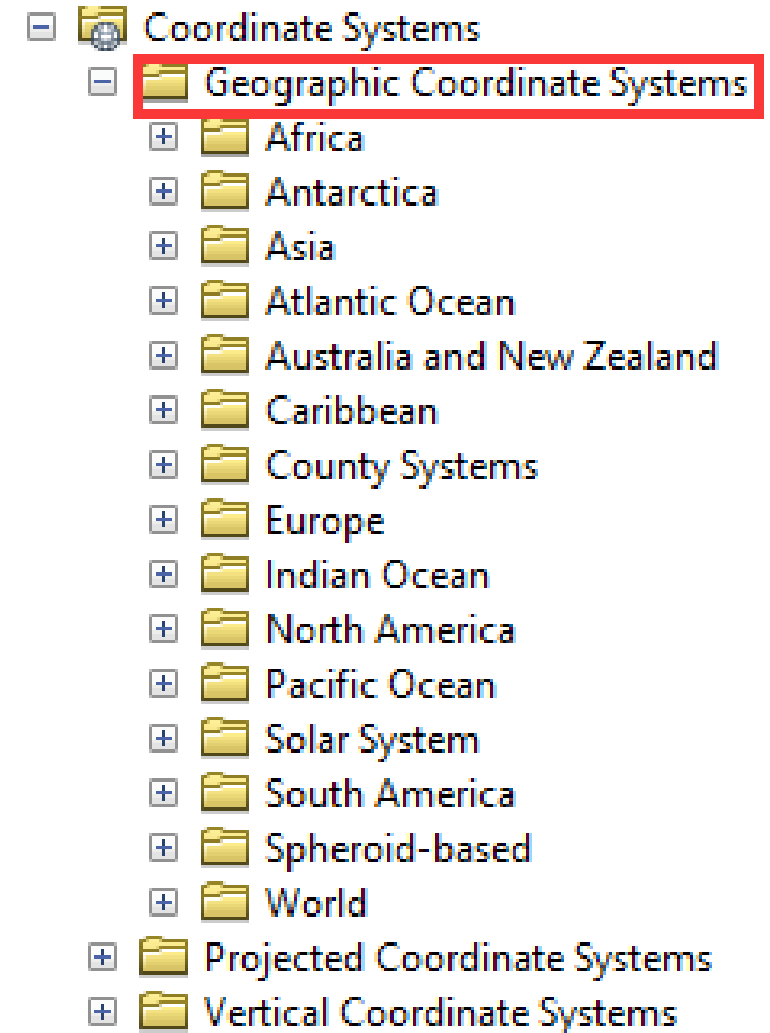 Coordinate Systems
Geographic Coordinate Systems
Africa
Antarctica
Asia
Atlantic Ocean
Australia and New Zealand
Caribbean
County Systems
Europe
Indian Ocean
North America
Pacific Ocean
Solar System
South America
Spheroid-based
World
Projected Coordinate Systems
Vertical Coordinate Systems